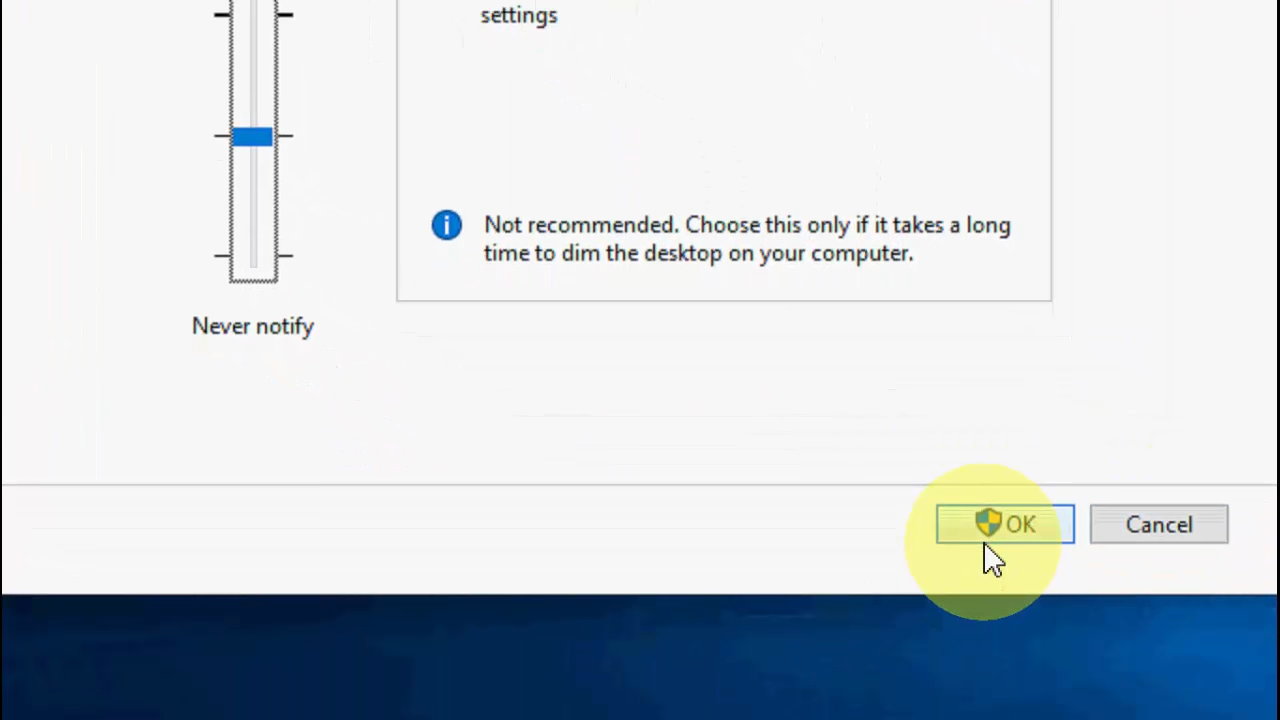 settings
Not recommended. Choose this only if it takes a long
time to dim the desktop on your computer.
Never notify
OK
Cancel